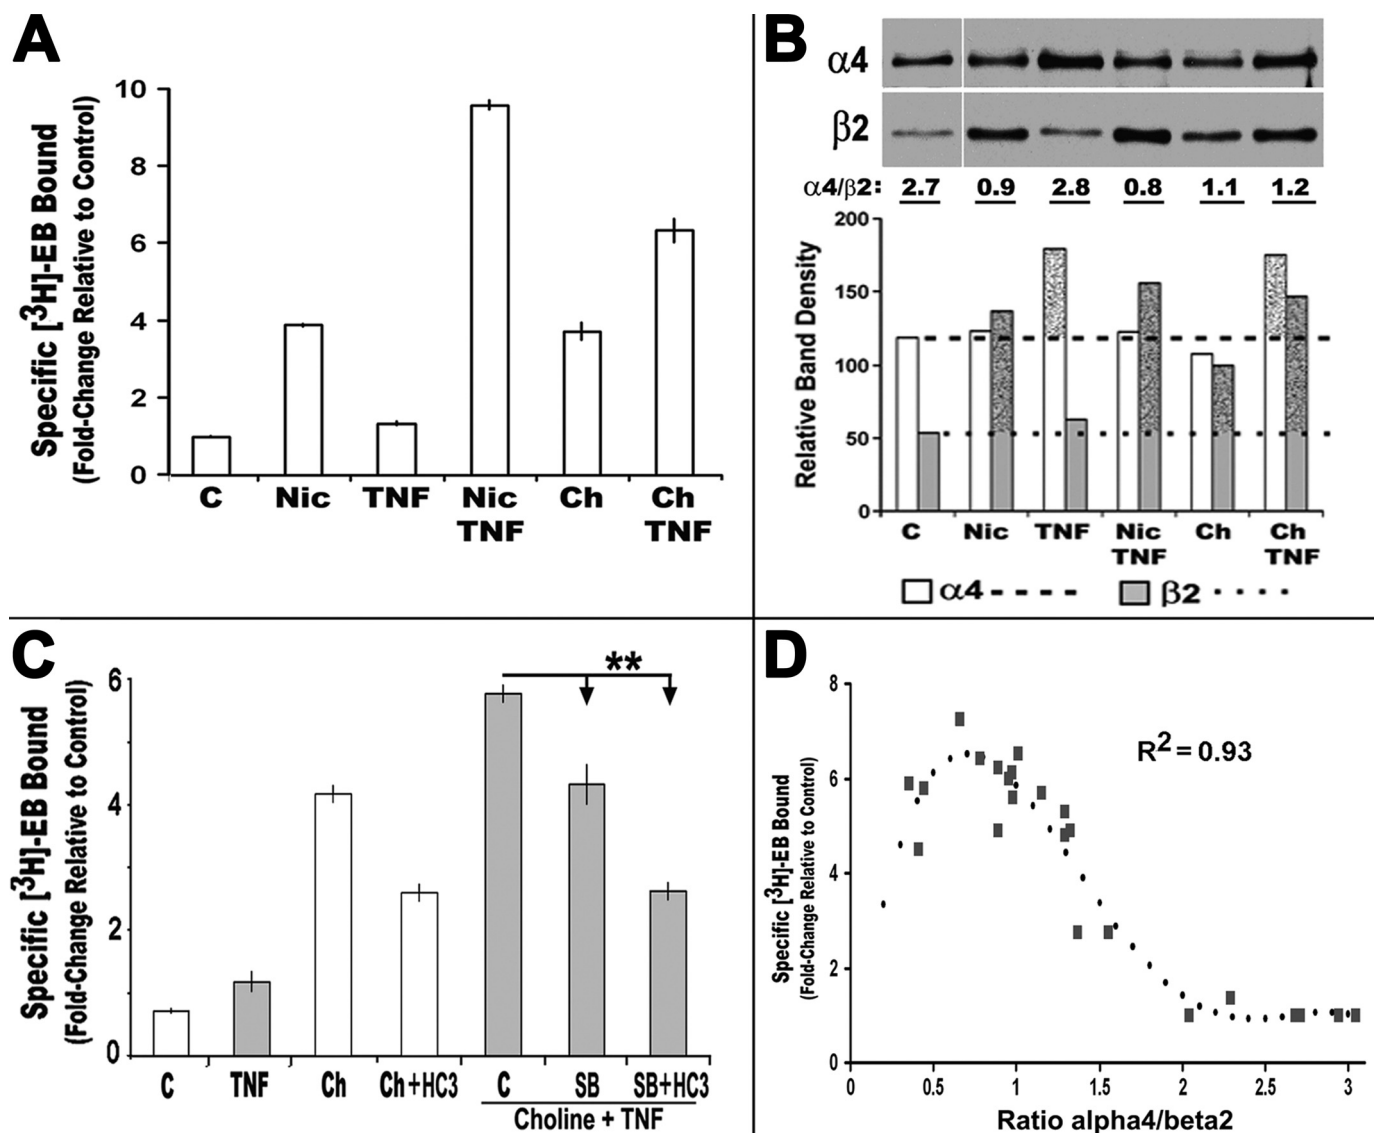 A
Specific [3H]-EB Bound
(Fold-Change Relative to Control)
10
8
6
4
2
0
C
Nic
TNF
Nic
TNF
Ch
Ch
TNF
B
α4
β2
α4/β2: 2.7 0.9 2.8 0.8 1.1 1.2
Relative Band Density
200
150
100
50
0
C
Nic
TNF
Nic
TNF
Ch
Ch
TNF
α4
β2
C
Specific [3H]-EB Bound
(Fold-Change Relative to Control)
6
4
2
0
**
C
TNF
Ch
Ch+HC3
C
SB
SB+HC3
Choline + TNF
D
Specific [3H]-EB Bound
(Fold-Change Relative to Control)
8
6
4
2
0
R2 = 0.93
0 0.5 1 1.5 2 2.5 3
Ratio alpha4/beta2